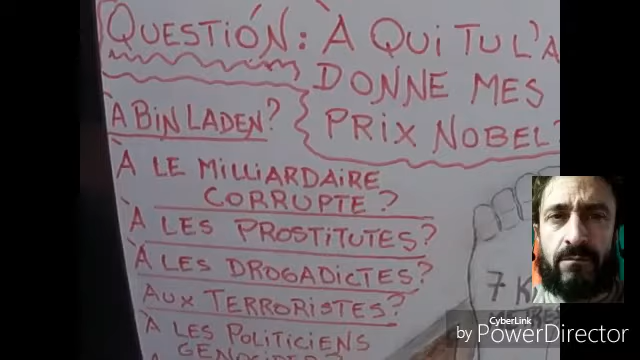 QUESTIÓN: À QUI TU L'A
DONNE MES
PRIX NOBEL?
À BIN LADEN?
À LE MILLIARDAIRE
CORRUPTE?
À LES PROSTITUTES?
À LES DROGADICTES?
AUX TERRORISTES?
À LES POLITICIENS
7 K
CyberLink
by PowerDirector